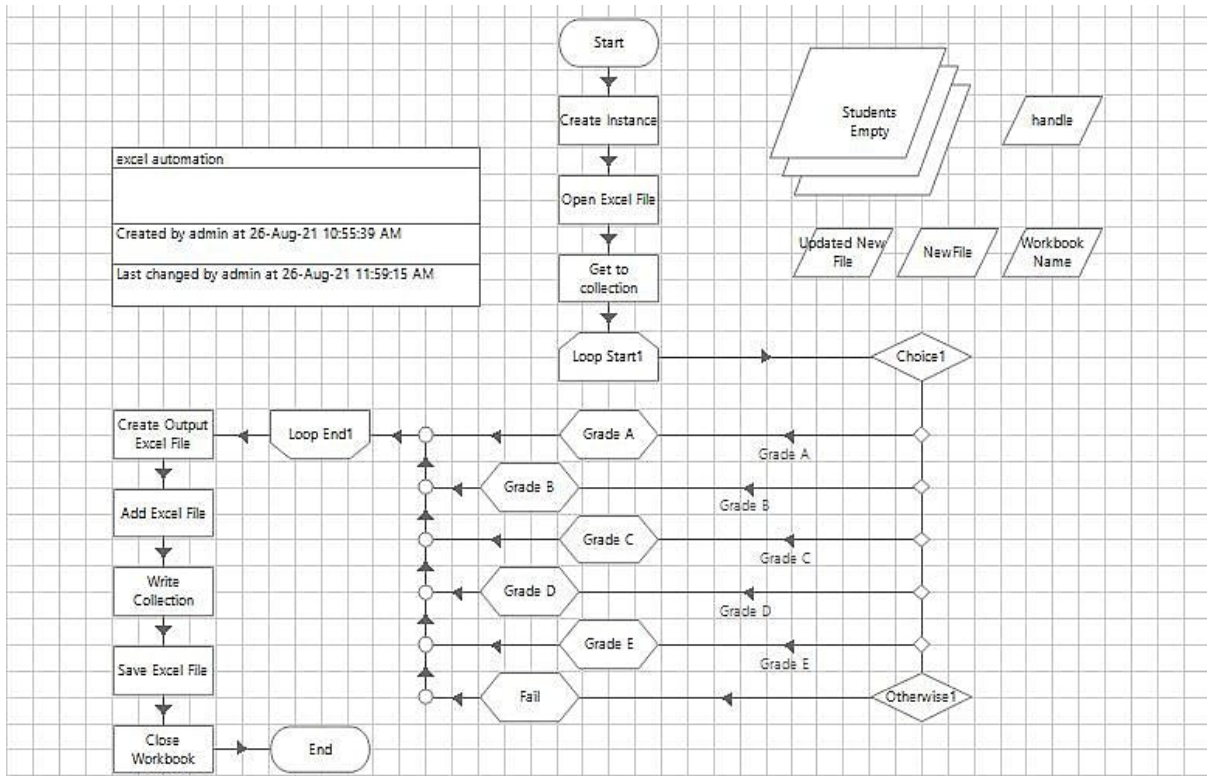 Start
Create Instance
Students
Empty
handle
excel automation
Open Excel File
Created by admin at 26-Aug-21 10:55:39 AM
Updated New
File
NewFile
Workbook
Name
Last changed by admin at 26-Aug-21 11:59:15 AM
Get to
collection
Loop Start1
Choice1
Create Output
Excel File
Loop End1
Grade A
Grade A
Grade B
Grade B
Add Excel File
Grade C
Grade C
Write
Collection
Grade D
Grade D
Grade E
Grade E
Save Excel File
Fail
Otherwise1
Close
Workbook
End